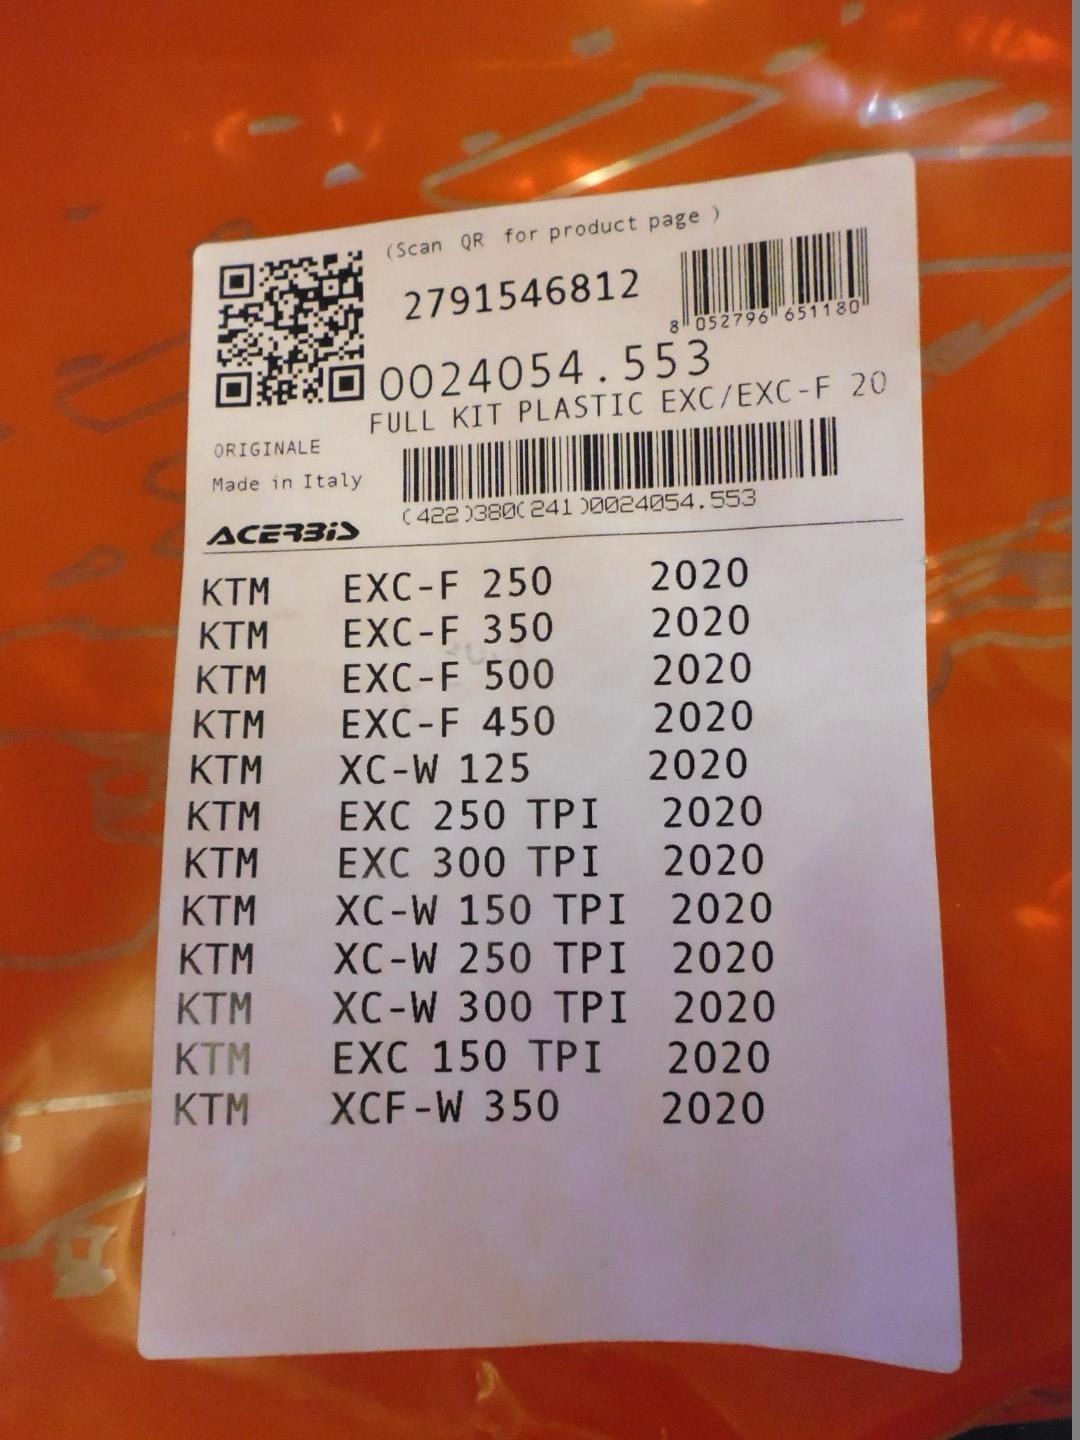 (Scan QR for product page )
2791546812
8 052796 651180
0024054.553
FULL KIT PLASTIC EXC/EXC-F 20
ORIGINALE
Made in Italy
(422)380(241)0024054.553
ACERBIS
KTM EXC-F 250 2020
KTM EXC-F 350 2020
KTM EXC-F 500 2020
KTM EXC-F 450 2020
KTM XC-W 125 2020
KTM EXC 250 TPI 2020
KTM EXC 300 TPI 2020
KTM XC-W 150 TPI 2020
KTM XC-W 250 TPI 2020
KTM XC-W 300 TPI 2020
KTM EXC 150 TPI 2020
KTM XCF-W 350 2020